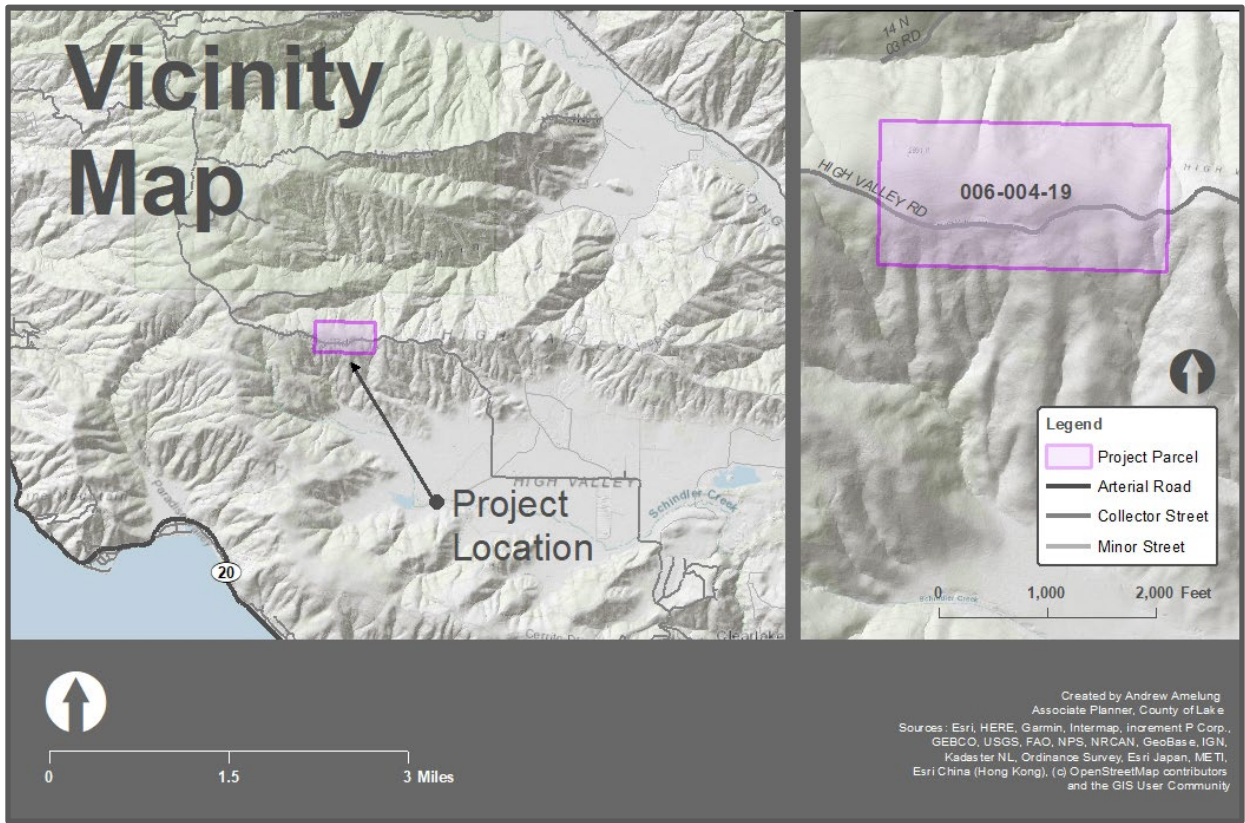 Vicinity
Map
HIGH VALLEY
Schindler Creek
Project
Location
20
Clearlake
0
1.5
3 Miles
14 N
03 RD
HIGH VALLEY RD
006-004-19
HIGH
Legend
Project Parcel
Arterial Road
Collector Street
Minor Street
0
1,000
2,000 Feet
Schindler Creek
Created by Andrew Amelung
Associate Planner, County of Lake
Sources: Esri, HERE, Garmin, Intermap, increment P Corp.,
GEBCO, USGS, FAO, NPS, NRCAN, GeoBase, IGN,
Kadaster NL, Ordinance Survey, Esri Japan, METI,
Esri China (Hong Kong), (c) OpenStreetMap contributors
and the GIS User Community